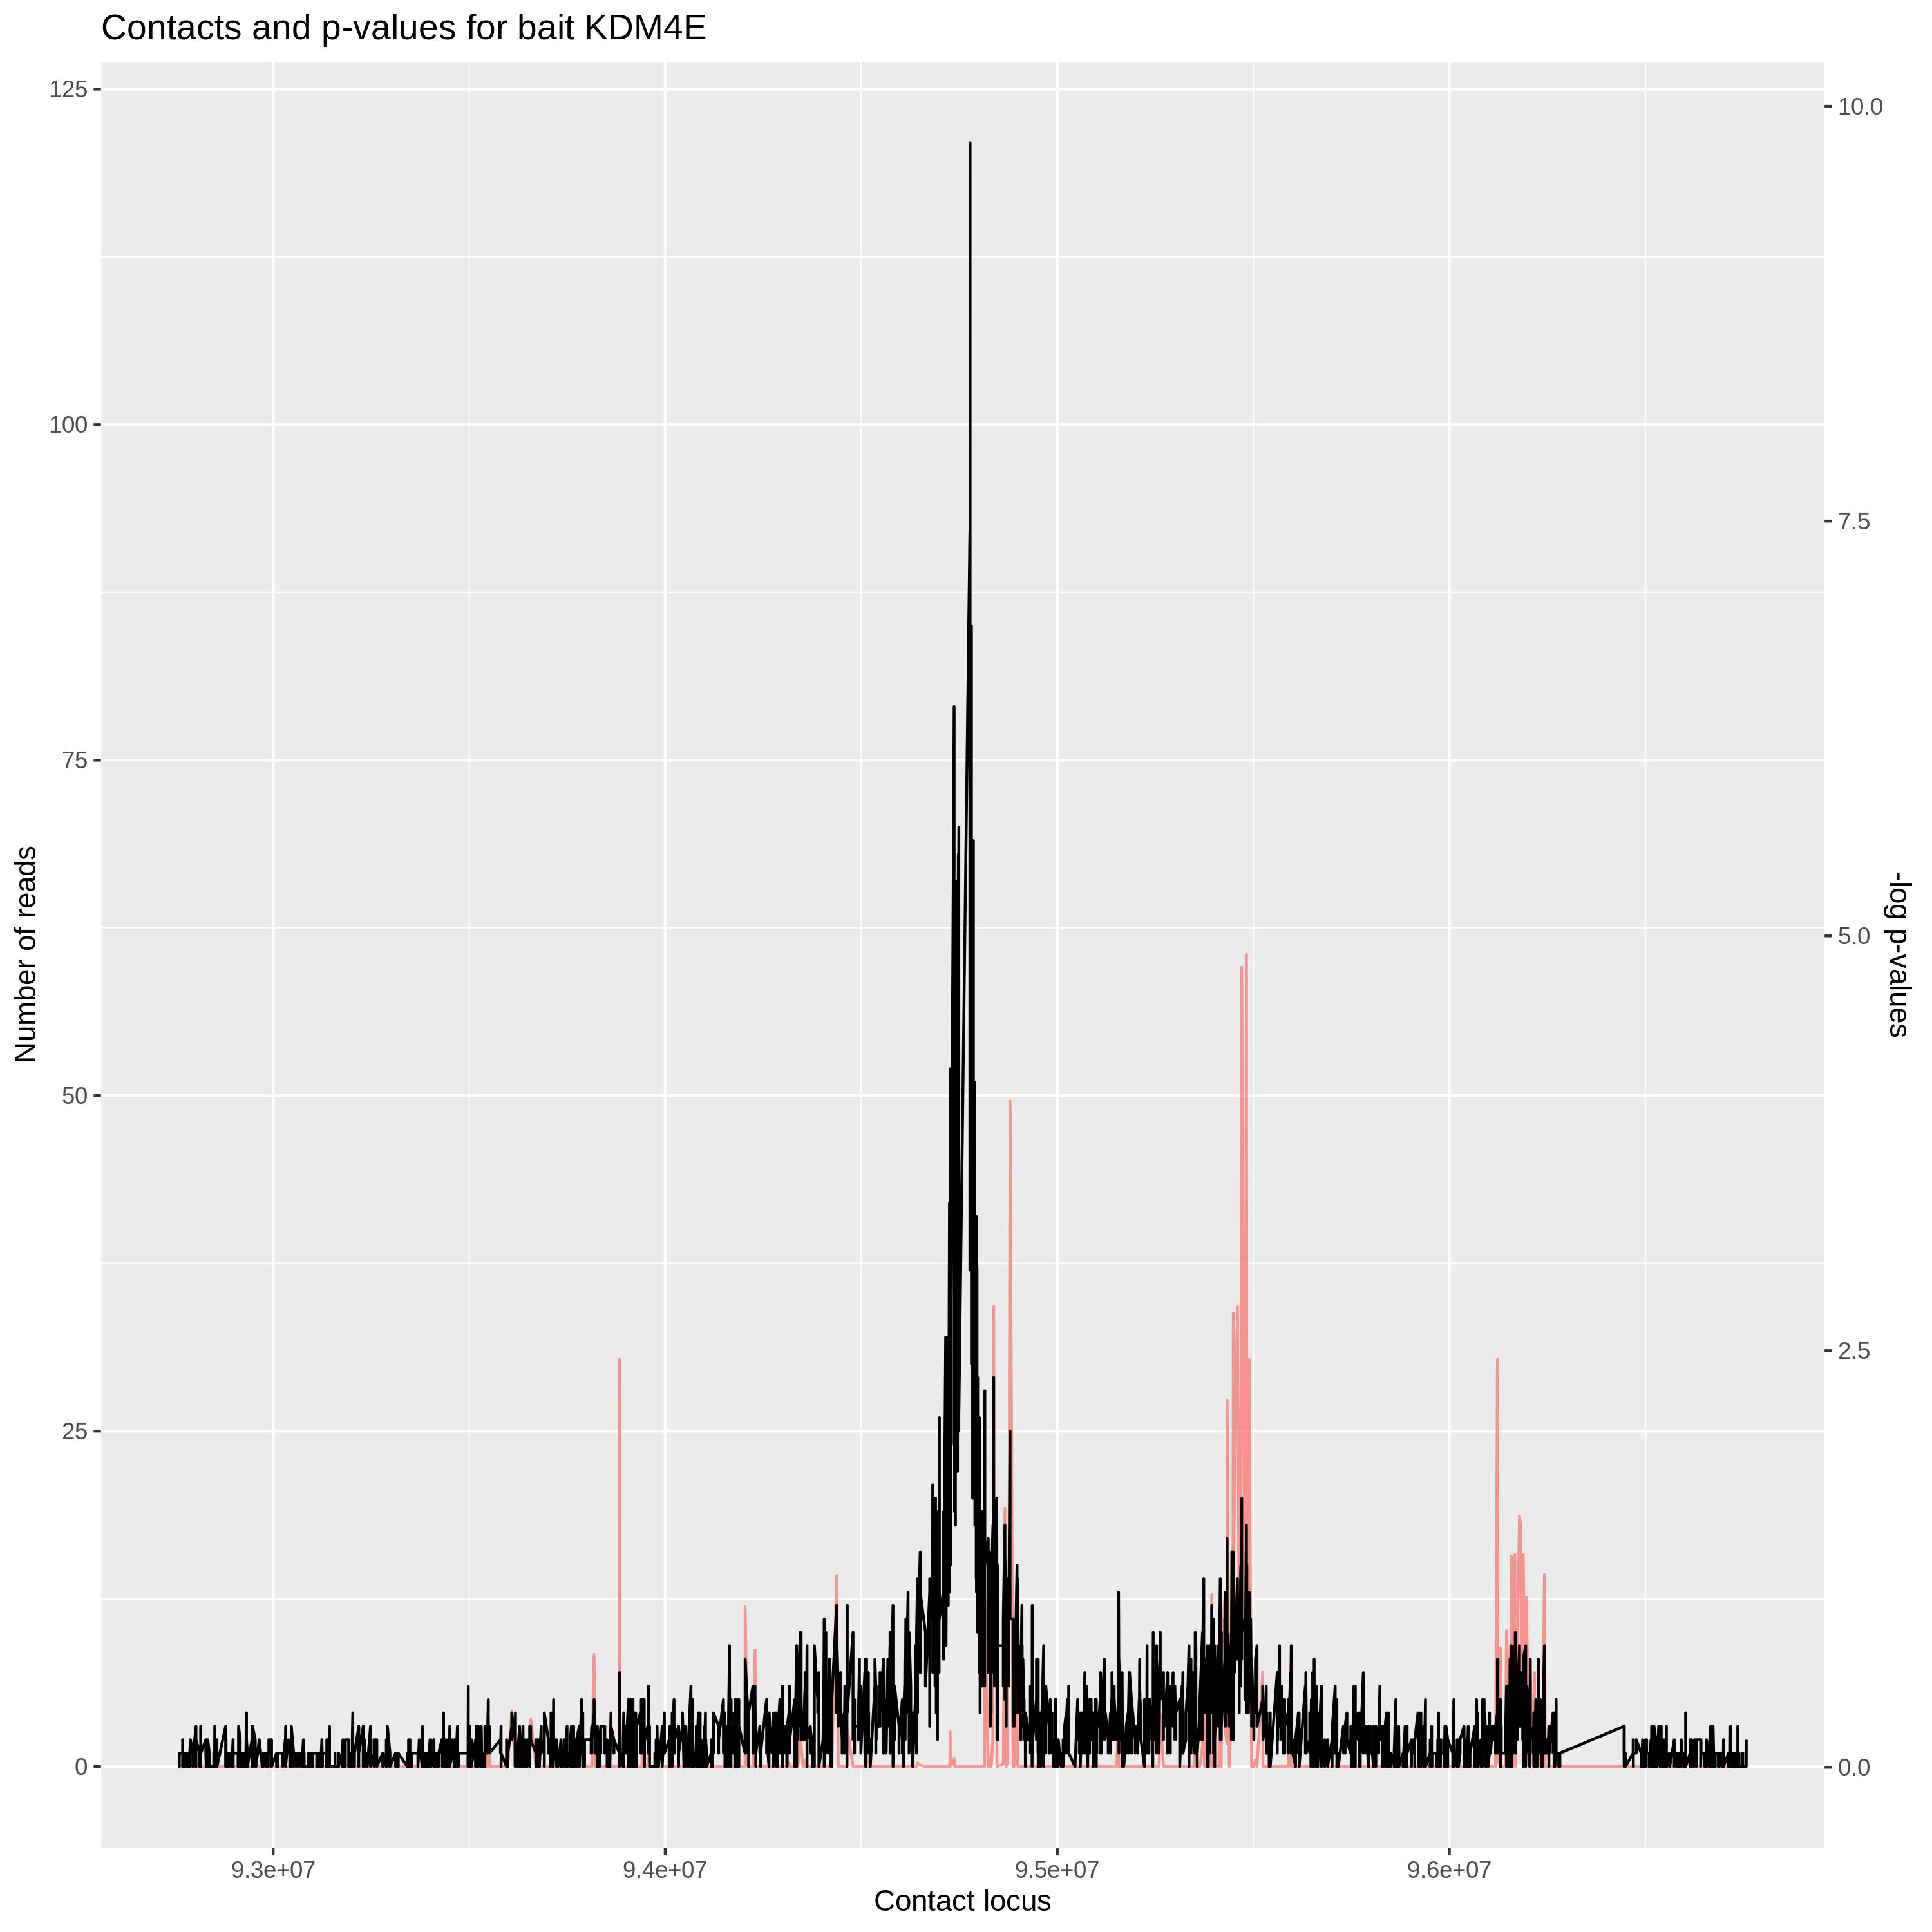 Contacts and p-values for bait KDM4E
125
100
75
50
25
0
Number of reads
10.0
7.5
5.0
2.5
0.0
-log p-values
9.3e+07
9.4e+07
9.5e+07
9.6e+07
Contact locus